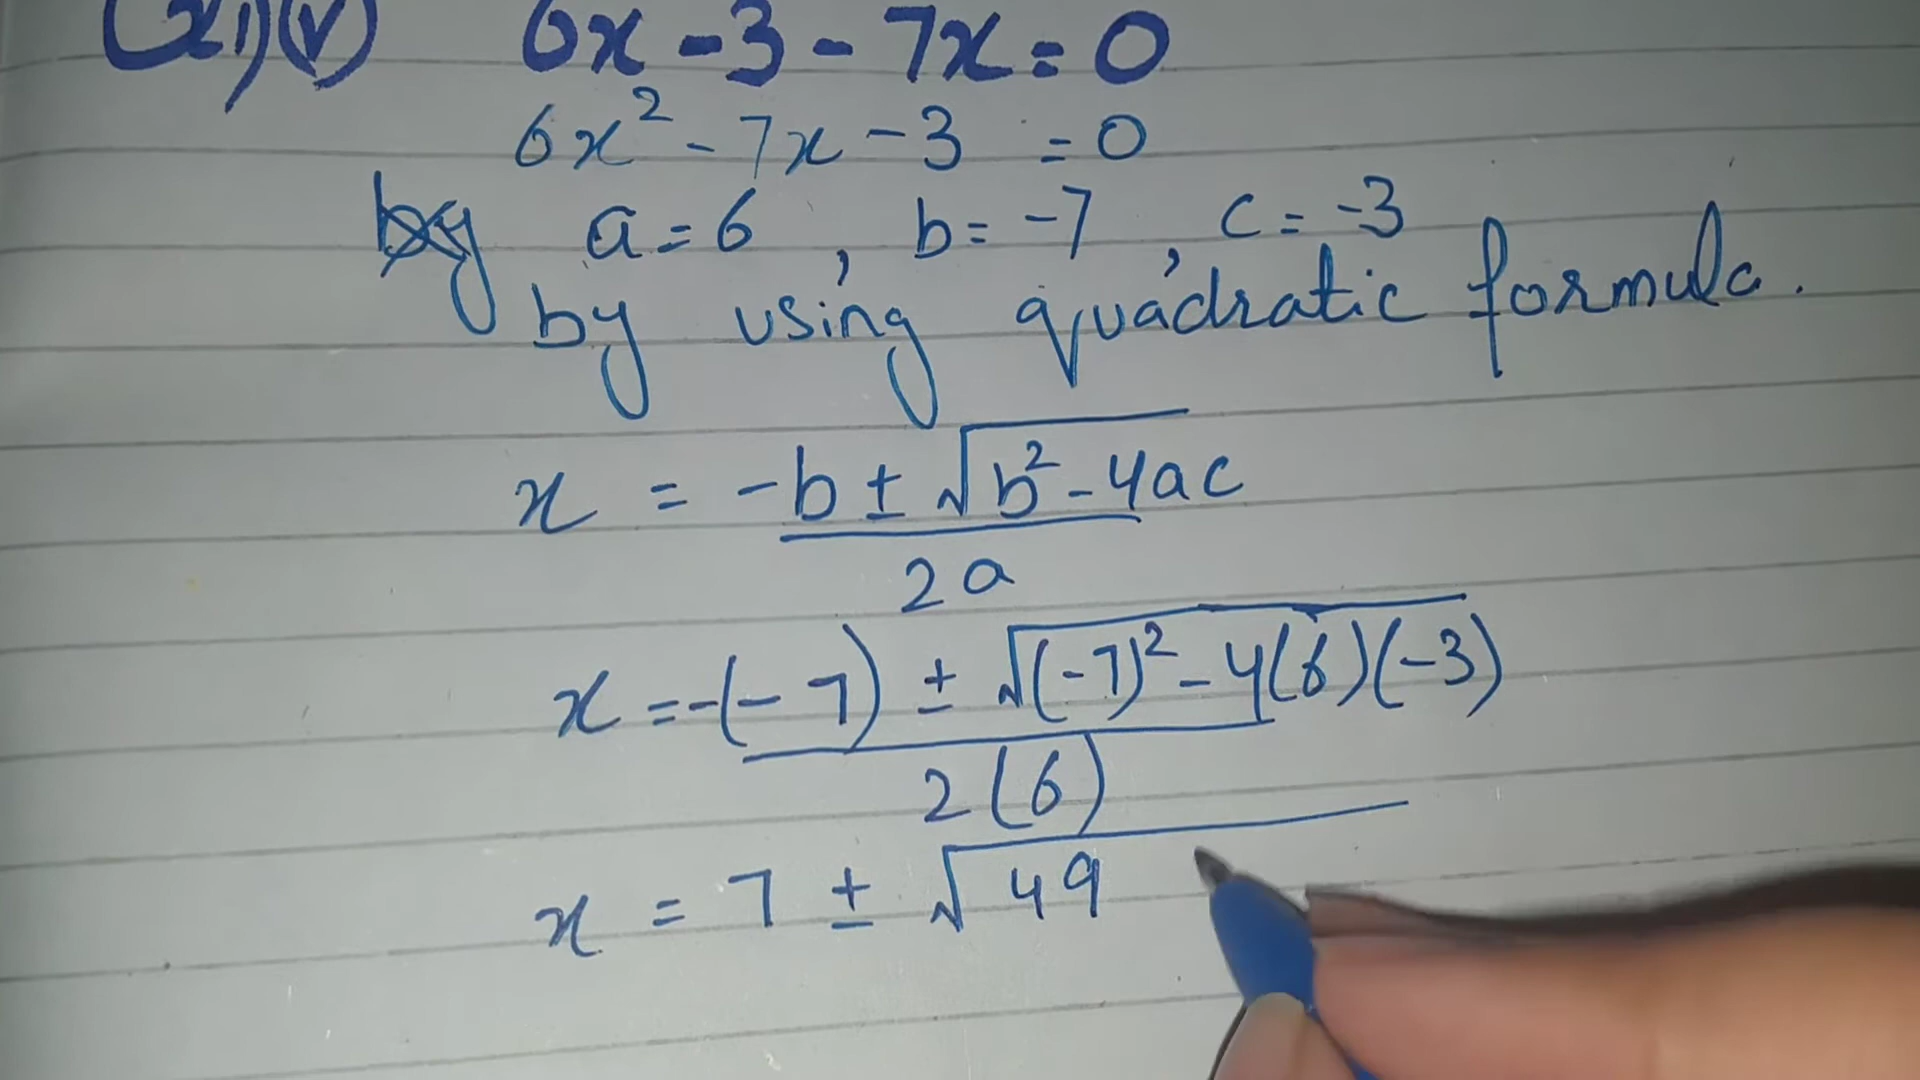 (xi)(v) 6x - 3 - 7x = 0
6x² - 7x - 3 = 0
a = 6 , b = -7 , c = -3
by using quadratic formula.
x = -b ± √b² - 4ac
2a
x = -(-7) ± √(-7)² - 4(6)(-3)
2(6)
x = 7 ± √49